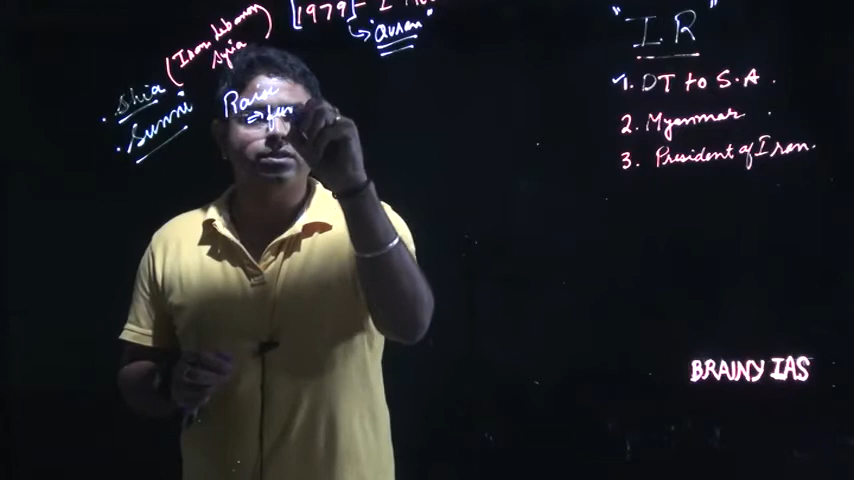 [1979]- I
"Quran"
(Iran Lebanon
Syria)
. Shia
. Sunni
Raisi
"IR"
1. DT to S.A.
2. Myanmar
3. President of Iran.
BRAINY IAS